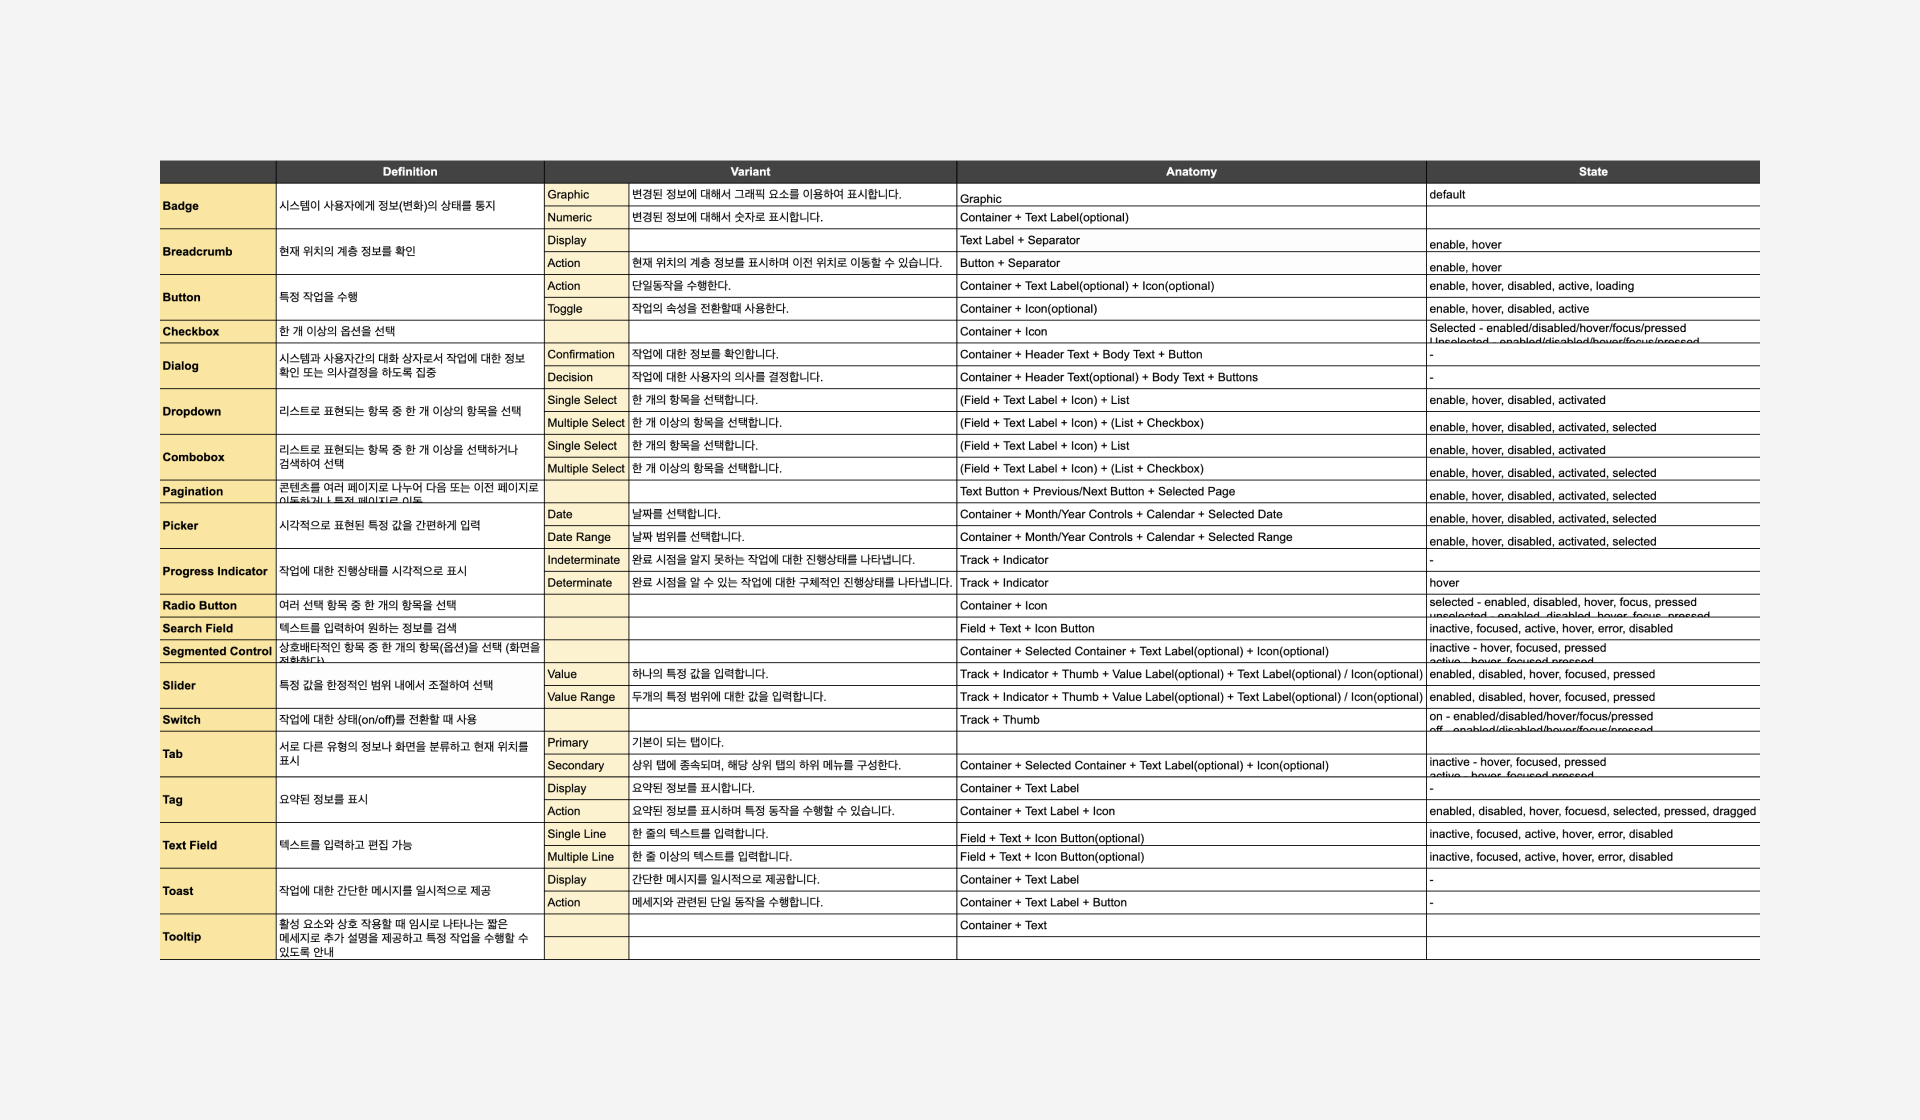 Definition Variant Anatomy State
Badge 시스템이 사용자에게 정보(변화)의 상태를 통지 Graphic 변경된 정보에 대해서 그래픽 요소를 이용하여 표시합니다. Graphic default
Numeric 변경된 정보에 대해서 숫자로 표시합니다. Container + Text Label(optional)
Breadcrumb 현재 위치의 계층 정보를 확인 Display Text Label + Separator enable, hover
Action 현재 위치의 계층 정보를 표시하며 이전 위치로 이동할 수 있습니다. Button + Separator enable, hover
Button 특정 작업을 수행 Action 단일동작을 수행한다. Container + Text Label(optional) + Icon(optional) enable, hover, disabled, active, loading
Toggle 작업의 속성을 전환할때 사용한다. Container + Icon(optional) enable, hover, disabled, active
Checkbox 한 개 이상의 옵션을 선택 Container + Icon Selected - enabled/disabled/hover/focus/pressed
Unselected - enabled/disabled/hover/focus/pressed
Dialog 시스템과 사용자간의 대화 상자로서 작업에 대한 정보 Confirmation 작업에 대한 정보를 확인합니다. Container + Header Text + Body Text + Button -
확인 또는 의사결정을 하도록 집중 Decision 작업에 대한 사용자의 의사를 결정합니다. Container + Header Text(optional) + Body Text + Buttons -
Dropdown 리스트로 표현되는 항목 중 한 개 이상의 항목을 선택 Single Select 한 개의 항목을 선택합니다. (Field + Text Label + Icon) + List enable, hover, disabled, activated
Multiple Select 한 개 이상의 항목을 선택합니다. (Field + Text Label + Icon) + (List + Checkbox) enable, hover, disabled, activated, selected
Combobox 리스트로 표현되는 항목 중 한 개 이상을 선택하거나 Single Select 한 개의 항목을 선택합니다. (Field + Text Label + Icon) + List enable, hover, disabled, activated
검색하여 선택 Multiple Select 한 개 이상의 항목을 선택합니다. (Field + Text Label + Icon) + (List + Checkbox) enable, hover, disabled, activated, selected
Pagination 콘텐츠를 여러 페이지로 나누어 다음 또는 이전 페이지로 Text Button + Previous/Next Button + Selected Page enable, hover, disabled, activated, selected
이동하거나 특정 페이지로 이동
Picker 시각적으로 표현된 특정 값을 간편하게 입력 Date 날짜를 선택합니다. Container + Month/Year Controls + Calendar + Selected Date enable, hover, disabled, activated, selected
Date Range 날짜 범위를 선택합니다. Container + Month/Year Controls + Calendar + Selected Range enable, hover, disabled, activated, selected
Progress Indicator 작업에 대한 진행상태를 시각적으로 표시 Indeterminate 완료 시점을 알지 못하는 작업에 대한 진행상태를 나타냅니다. Track + Indicator -
Determinate 완료 시점을 알 수 있는 작업에 대한 구체적인 진행상태를 나타냅니다. Track + Indicator hover
Radio Button 여러 선택 항목 중 한 개의 항목을 선택 Container + Icon selected - enabled, disabled, hover, focus, pressed
unselected - enabled, disabled, hover, focus, pressed
Search Field 텍스트를 입력하여 원하는 정보를 검색 Field + Text + Icon Button inactive, focused, active, hover, error, disabled
Segmented Control 상호배타적인 항목 중 한 개의 항목(옵션)을 선택 (화면을 Container + Selected Container + Text Label(optional) + Icon(optional) inactive - hover, focused, pressed
전환한다) active - hover, focused pressed
Slider 특정 값을 한정적인 범위 내에서 조절하여 선택 Value 하나의 특정 값을 입력합니다. Track + Indicator + Thumb + Value Label(optional) + Text Label(optional) / Icon(optional) enabled, disabled, hover, focused, pressed
Value Range 두개의 특정 범위에 대한 값을 입력합니다. Track + Indicator + Thumb + Value Label(optional) + Text Label(optional) / Icon(optional) enabled, disabled, hover, focused, pressed
Switch 작업에 대한 상태(on/off)를 전환할 때 사용 Track + Thumb on - enabled/disabled/hover/focus/pressed
off - enabled/disabled/hover/focus/pressed
Tab 서로 다른 유형의 정보나 화면을 분류하고 현재 위치를 Primary 기본이 되는 탭이다.
표시 Secondary 상위 탭에 종속되며, 해당 상위 탭의 하위 메뉴를 구성한다. Container + Selected Container + Text Label(optional) + Icon(optional) inactive - hover, focused, pressed
active - hover, focused pressed
Tag 요약된 정보를 표시 Display 요약된 정보를 표시합니다. Container + Text Label -
Action 요약된 정보를 표시하며 특정 동작을 수행할 수 있습니다. Container + Text Label + Icon enabled, disabled, hover, focuesd, selected, pressed, dragged
Text Field 텍스트를 입력하고 편집 가능 Single Line 한 줄의 텍스트를 입력합니다. Field + Text + Icon Button(optional) inactive, focused, active, hover, error, disabled
Multiple Line 한 줄 이상의 텍스트를 입력합니다. Field + Text + Icon Button(optional) inactive, focused, active, hover, error, disabled
Toast 작업에 대한 간단한 메시지를 일시적으로 제공 Display 간단한 메시지를 일시적으로 제공합니다. Container + Text Label -
Action 메세지와 관련된 단일 동작을 수행합니다. Container + Text Label + Button -
Tooltip 활성 요소와 상호 작용할 때 임시로 나타나는 짧은 Container + Text
메세지로 추가 설명을 제공하고 특정 작업을 수행할 수
있도록 안내